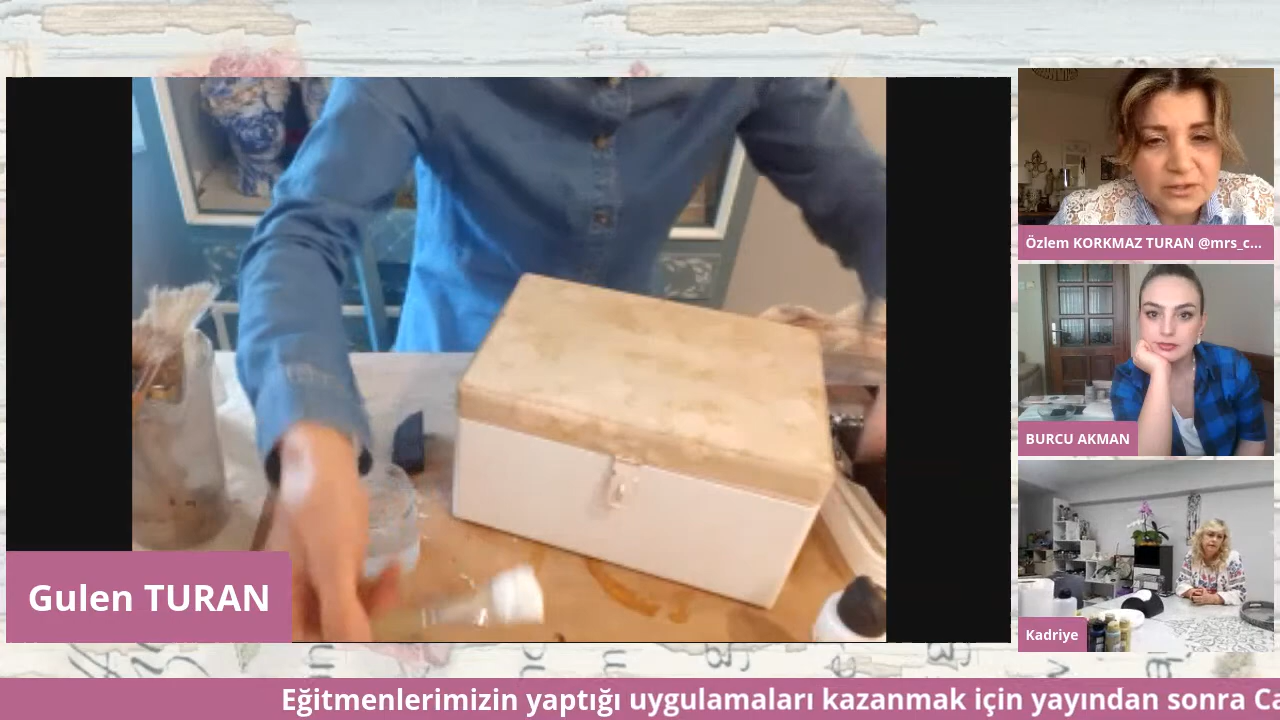 Özlem KORKMAZ TURAN @mrs_c...
BURCU AKMAN
Gulen TURAN
Kadriye
Eğitmenlerimizin yaptığı uygulamaları kazanmak için yayından sonra Ca